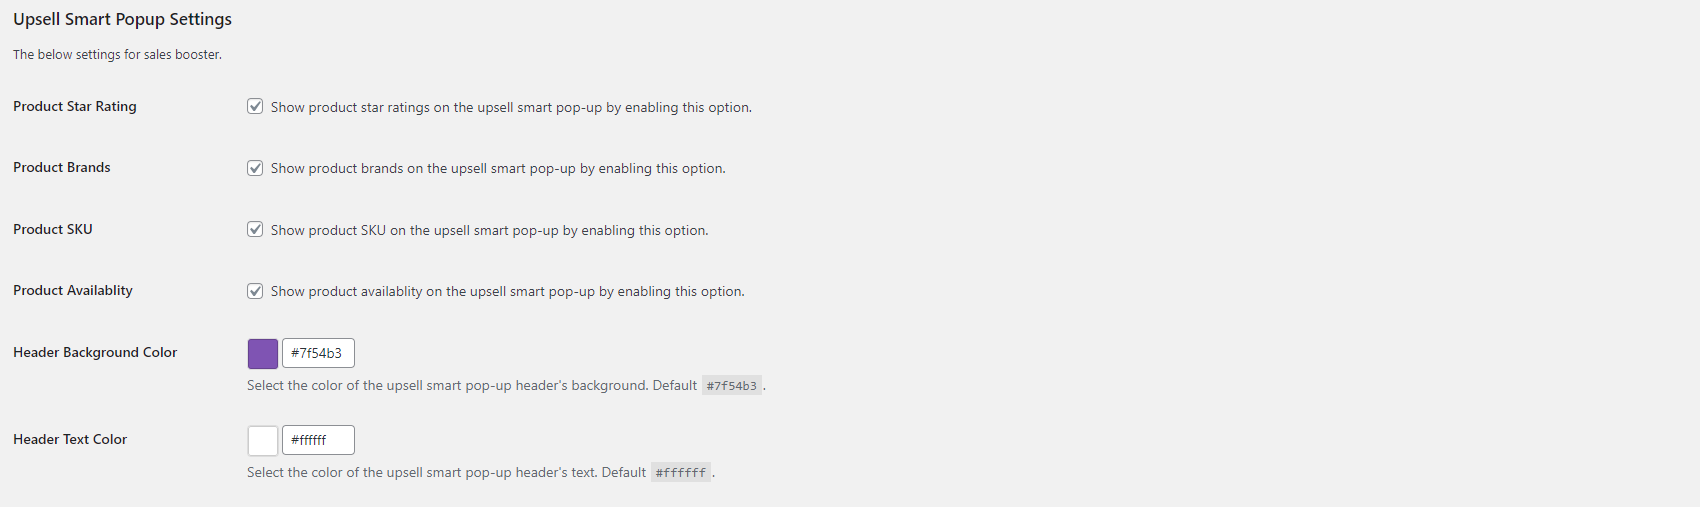 Upsell Smart Popup Settings
The below settings for sales booster.
Product Star Rating
Show product star ratings on the upsell smart pop-up by enabling this option.
Product Brands
Show product brands on the upsell smart pop-up by enabling this option.
Product SKU
Show product SKU on the upsell smart pop-up by enabling this option.
Product Availablity
Show product availablity on the upsell smart pop-up by enabling this option.
Header Background Color
#7f54b3
Select the color of the upsell smart pop-up header's background. Default #7f54b3.
Header Text Color
#ffffff
Select the color of the upsell smart pop-up header's text. Default #ffffff.